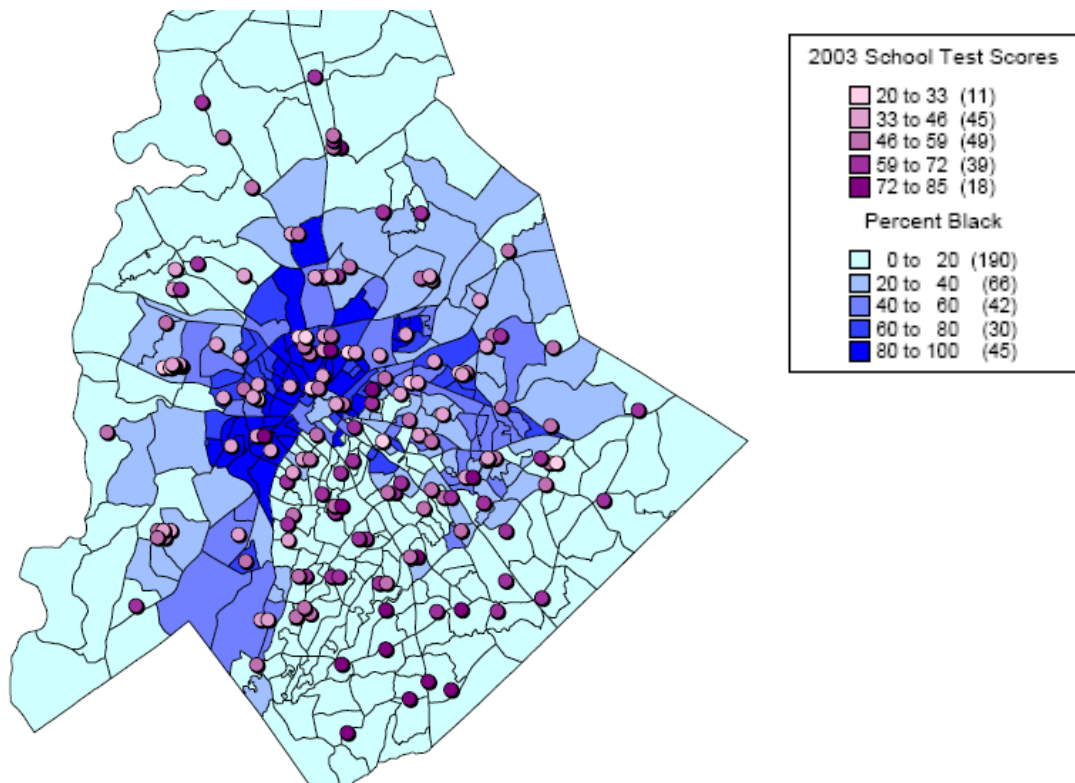 2003 School Test Scores
20 to 33 (11)
33 to 46 (45)
46 to 59 (49)
59 to 72 (39)
72 to 85 (18)
Percent Black
0 to 20 (190)
20 to 40 (66)
40 to 60 (42)
60 to 80 (30)
80 to 100 (45)